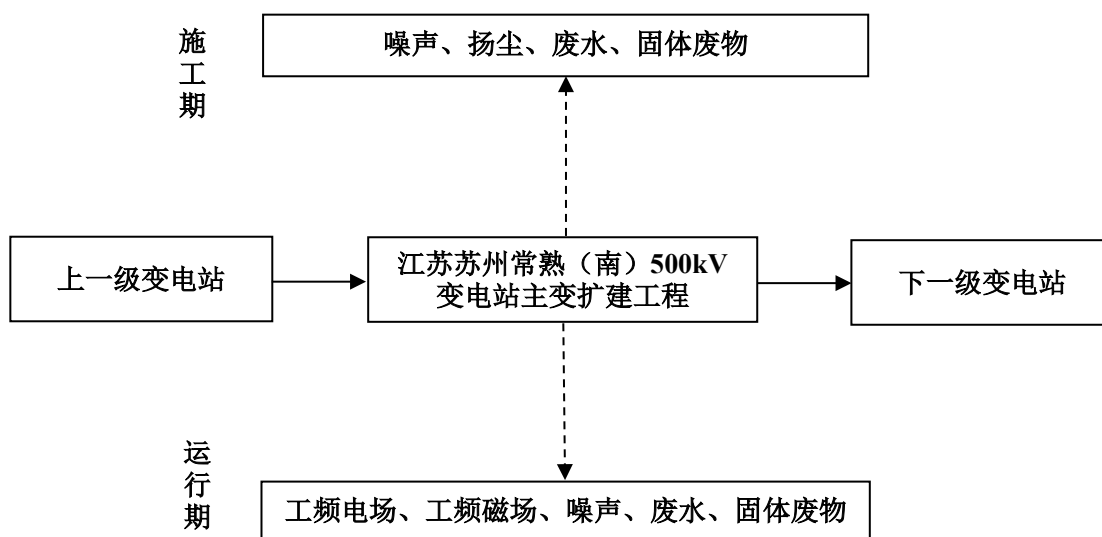 施工期
噪声、扬尘、废水、固体废物
上一级变电站
江苏苏州常熟（南）500kV
变电站主变扩建工程
下一级变电站
运行期
工频电场、工频磁场、噪声、废水、固体废物